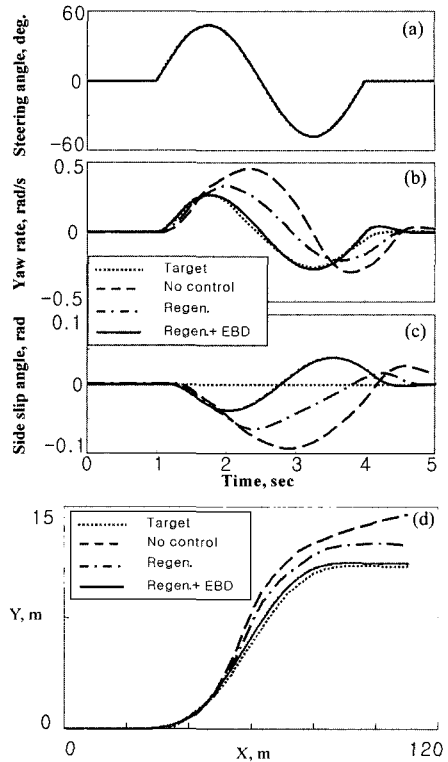 60
(a)
Steering angle, deg.
0
-60
0.5
(b)
Yaw rate, rad/s
0
Target
No control
Regen.
Regen.+ EBD
-0.5
0.1
(c)
Side slip angle, rad
0
-0.1
0 1 2 3 4 5
Time, sec
15
(d)
Target
No control
Regen.
Regen.+ EBD
Y, m
0
0 120
X, m